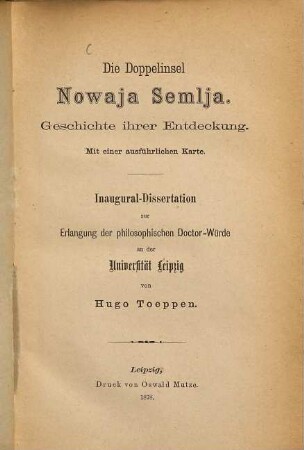 Die Doppelinsel
Nowaja Semlja.
Geschichte ihrer Entdeckung.
Mit einer ausführlichen Karte.
Inaugural-Dissertation
zur
Erlangung der philosophischen Doctor-Würde
an der
Universität Leipzig
von
Hugo Toeppen.
Leipzig,
Druck von Oswald Mutze.